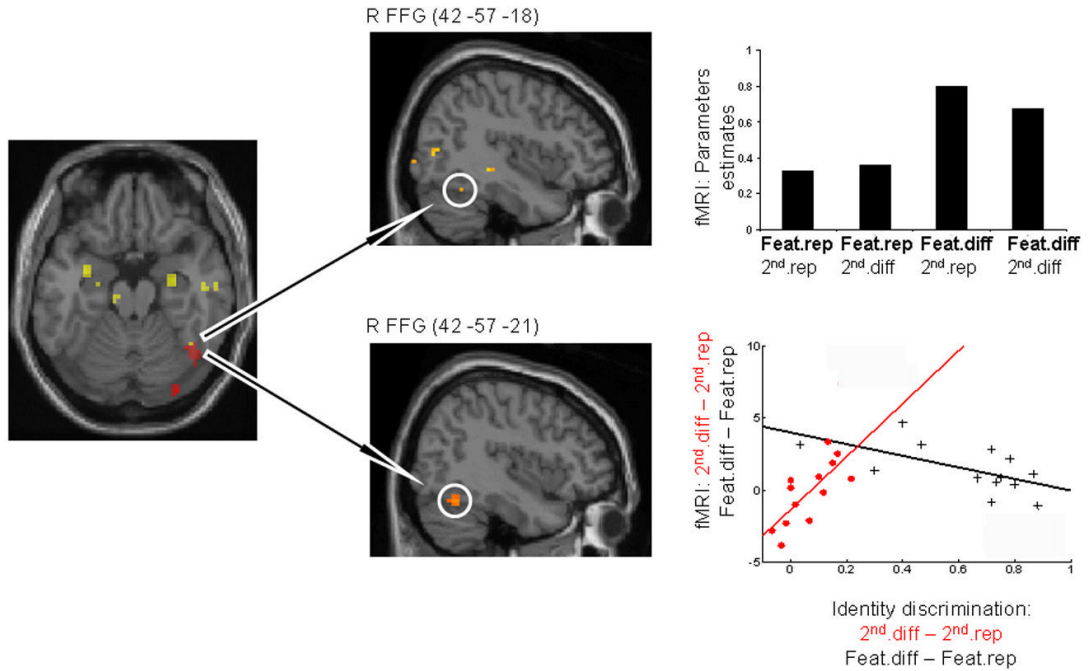 R FFG (42 -57 -18)
fMRI: Parameters
estimates
1
0.8
0.6
0.4
0.2
0
Feat.rep Feat.rep Feat.diff Feat.diff
2nd.rep 2nd.diff 2nd.rep 2nd.diff
R FFG (42 -57 -21)
fMRI: 2nd.diff – 2nd.rep
Feat.diff – Feat.rep
10
5
0
-5
0 0.2 0.4 0.6 0.8 1
Identity discrimination:
2nd.diff – 2nd.rep
Feat.diff – Feat.rep